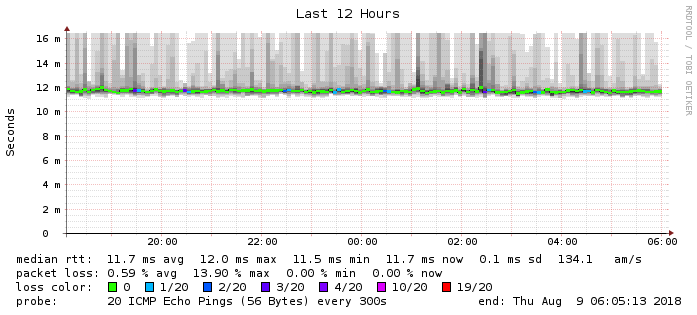 Last 12 Hours
RRDTOOL / TOBI OETIKER
Seconds
16 m
14 m
12 m
10 m
8 m
6 m
4 m
2 m
0
20:00 22:00 00:00 02:00 04:00 06:00
median rtt: 11.7 ms avg 12.0 ms max 11.5 ms min 11.7 ms now 0.1 ms sd 134.1 am/s
packet loss: 0.59 % avg 13.90 % max 0.00 % min 0.00 % now
loss color: 0 1/20 2/20 3/20 4/20 10/20 19/20
probe: 20 ICMP Echo Pings (56 Bytes) every 300s end: Thu Aug 9 06:05:13 2018